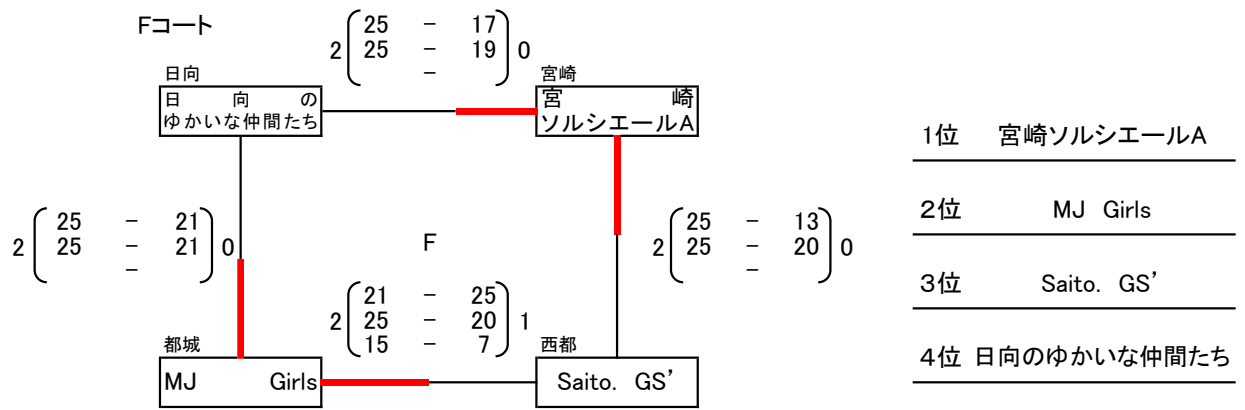 Fコート
2 25 - 17 0
25 - 19
-
日向
日向の
ゆかいな仲間たち
宮崎
宮崎
ソルシエールA
1位 宮崎ソルシエールA
2位 MJ Girls
3位 Saito. GS’
4位 日向のゆかいな仲間たち
2 25 - 21 0
25 - 21
-
F
2 25 - 13 0
25 - 20
-
21 - 25
2 25 - 20 1
15 - 7
都城
MJ Girls
西都
Saito. GS’